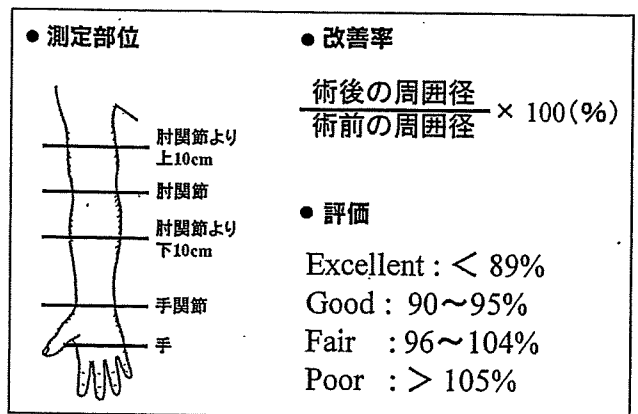 ● 測定部位
肘関節より
上10cm
肘関節
肘関節より
下10cm
手関節
手
● 改善率
術後の周囲径
術前の周囲径
× 100(%)
● 評価
Excellent : < 89%
Good : 90～95%
Fair : 96～104%
Poor : > 105%